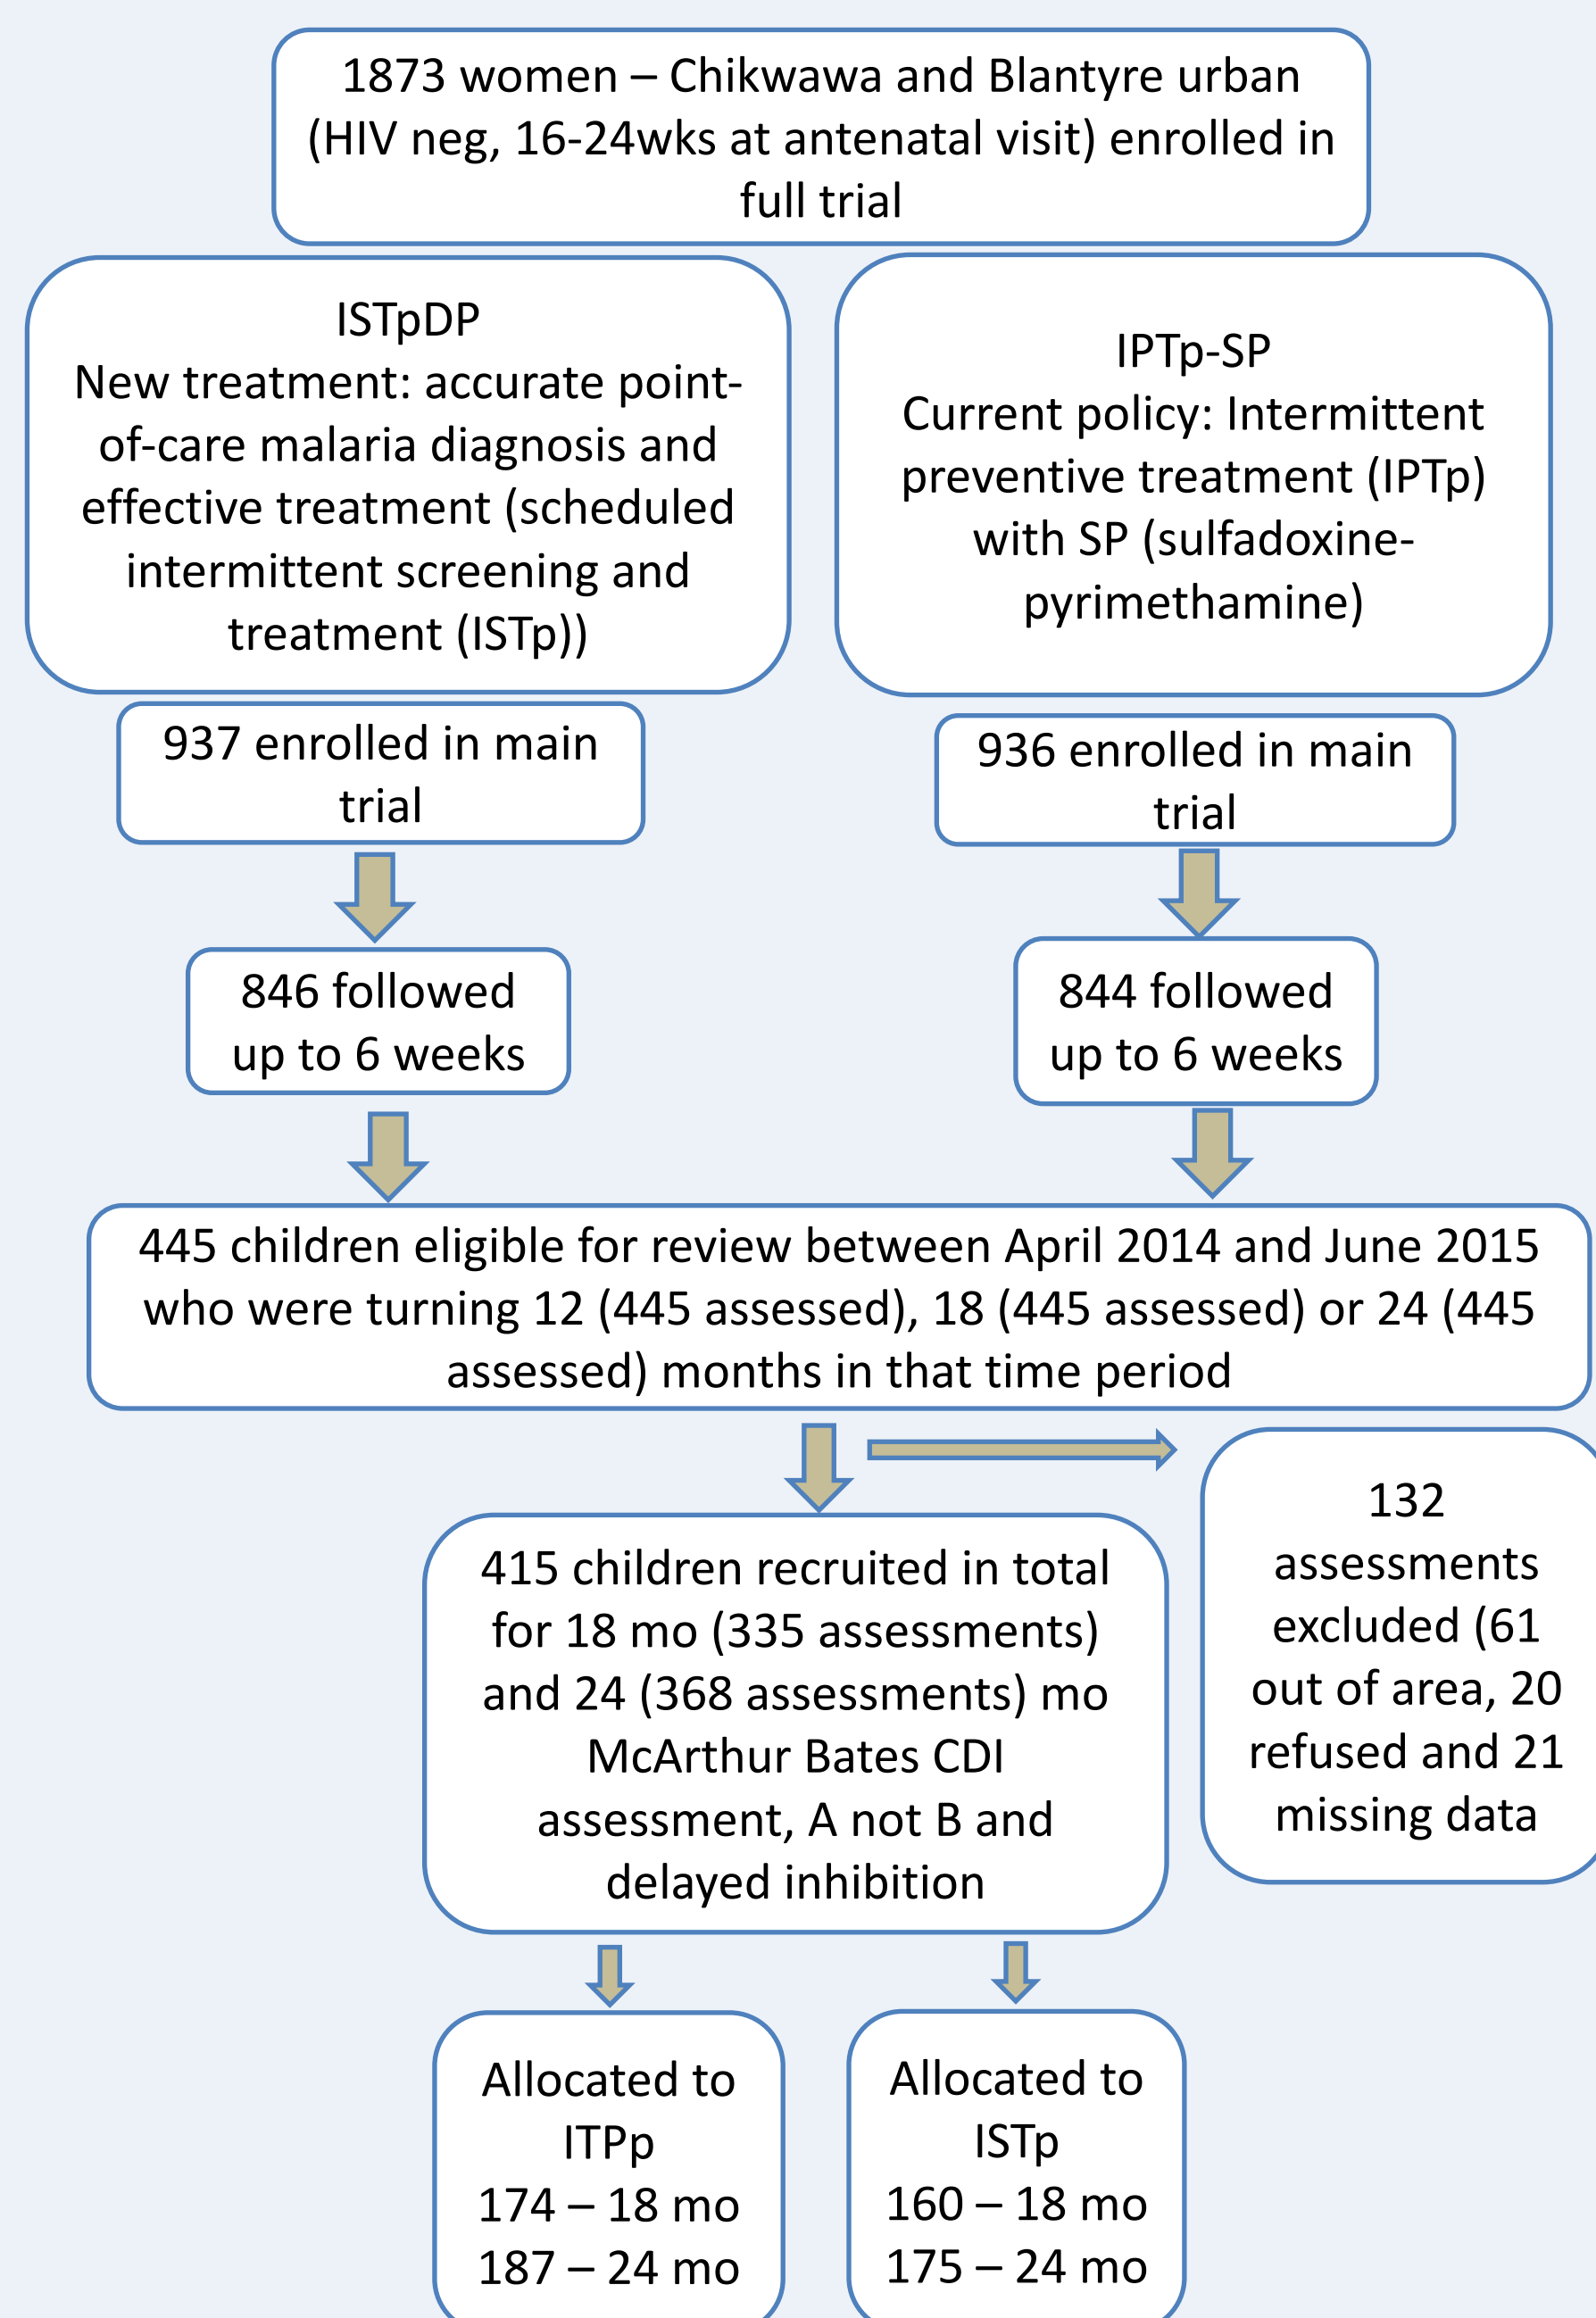 1873 women – Chikwawa and Blantyre urban
(HIV neg, 16-24wks at antenatal visit) enrolled in
full trial
ISTpDP
New treatment: accurate point-
of-care malaria diagnosis and
effective treatment (scheduled
intermittent screening and
treatment (ISTp))
IPTp-SP
Current policy: Intermittent
preventive treatment (IPTp)
with SP (sulfadoxine-
pyrimethamine)
937 enrolled in main
trial
936 enrolled in main
trial
846 followed
up to 6 weeks
844 followed
up to 6 weeks
445 children eligible for review between April 2014 and June 2015
who were turning 12 (445 assessed), 18 (445 assessed) or 24 (445
assessed) months in that time period
132
assessments
excluded (61
out of area, 20
refused and 21
missing data
415 children recruited in total
for 18 mo (335 assessments)
and 24 (368 assessments) mo
McArthur Bates CDI
assessment, A not B and
delayed inhibition
Allocated to
ITPp
174 – 18 mo
187 – 24 mo
Allocated to
ISTp
160 – 18 mo
175 – 24 mo